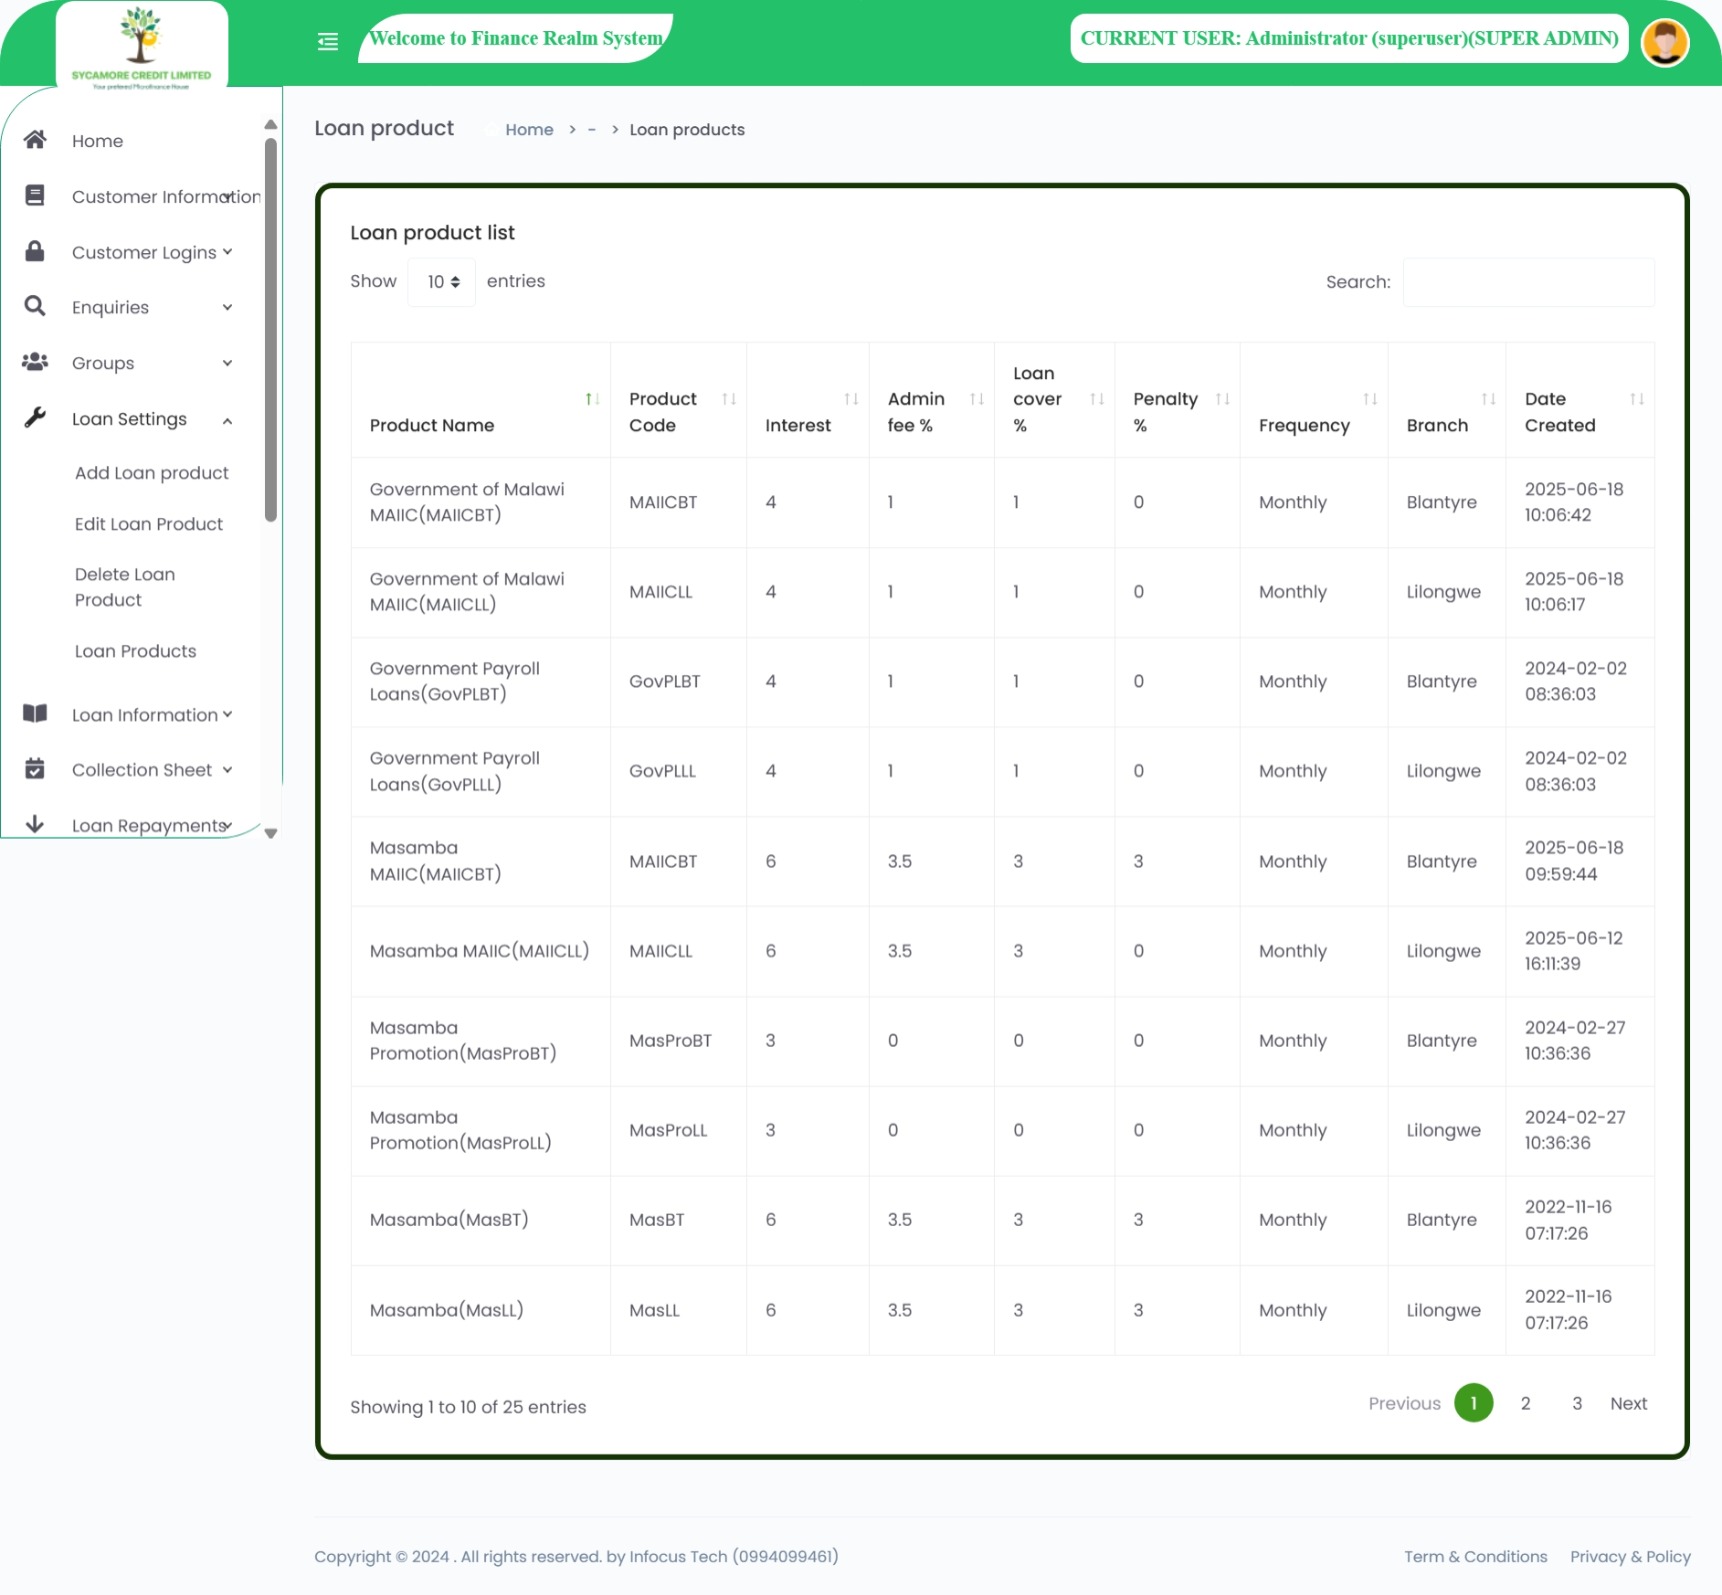 SYCAMORE CREDIT LIMITED
Your prefered Microfinance House
Welcome to Finance Realm System
CURRENT USER: Administrator (superuser)(SUPER ADMIN)
Home
Customer Information
Customer Logins
Enquiries
Groups
Loan Settings
Add Loan product
Edit Loan Product
Delete Loan
Product
Loan Products
Loan Information
Collection Sheet
Loan Repayments
Loan product
Home > - > Loan products
Loan product list
Show 10 entries
Search:
Product Name
Product
Code
Interest
Admin
fee %
Loan
cover
%
Penalty
%
Frequency
Branch
Date
Created
Government of Malawi
MAIIC(MAIICBT)
MAIICBT 4 1 1 0 Monthly Blantyre
2025-06-18
10:06:42
Government of Malawi
MAIIC(MAIICLL)
MAIICLL 4 1 1 0 Monthly Lilongwe
2025-06-18
10:06:17
Government Payroll
Loans(GovPLBT)
GovPLBT 4 1 1 0 Monthly Blantyre
2024-02-02
08:36:03
Government Payroll
Loans(GovPLLL)
GovPLLL 4 1 1 0 Monthly Lilongwe
2024-02-02
08:36:03
Masamba
MAIIC(MAIICBT)
MAIICBT 6 3.5 3 3 Monthly Blantyre
2025-06-18
09:59:44
Masamba MAIIC(MAIICLL) MAIICLL 6 3.5 3 0 Monthly Lilongwe
2025-06-12
16:11:39
Masamba
Promotion(MasProBT)
MasProBT 3 0 0 0 Monthly Blantyre
2024-02-27
10:36:36
Masamba
Promotion(MasProLL)
MasProLL 3 0 0 0 Monthly Lilongwe
2024-02-27
10:36:36
Masamba(MasBT) MasBT 6 3.5 3 3 Monthly Blantyre
2022-11-16
07:17:26
Masamba(MasLL) MasLL 6 3.5 3 3 Monthly Lilongwe
2022-11-16
07:17:26
Showing 1 to 10 of 25 entries
Previous 1 2 3 Next
Copyright © 2024 . All rights reserved. by Infocus Tech (0994099461)
Term & Conditions Privacy & Policy